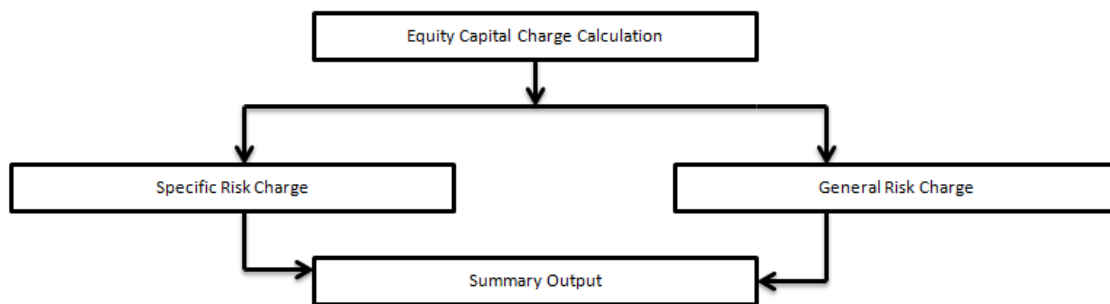 Equity Capital Charge Calculation
Specific Risk Charge
General Risk Charge
Summary Output